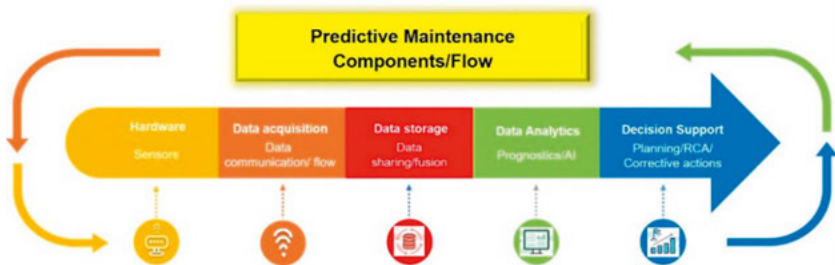 Predictive Maintenance
Components/Flow
Hardware
Sensors
Data acquisition
Data
communication/ flow
Data storage
Data
sharing/fusion
Data Analytics
Prognostics/AI
Decision Support
Planning/RCA/
Corrective actions